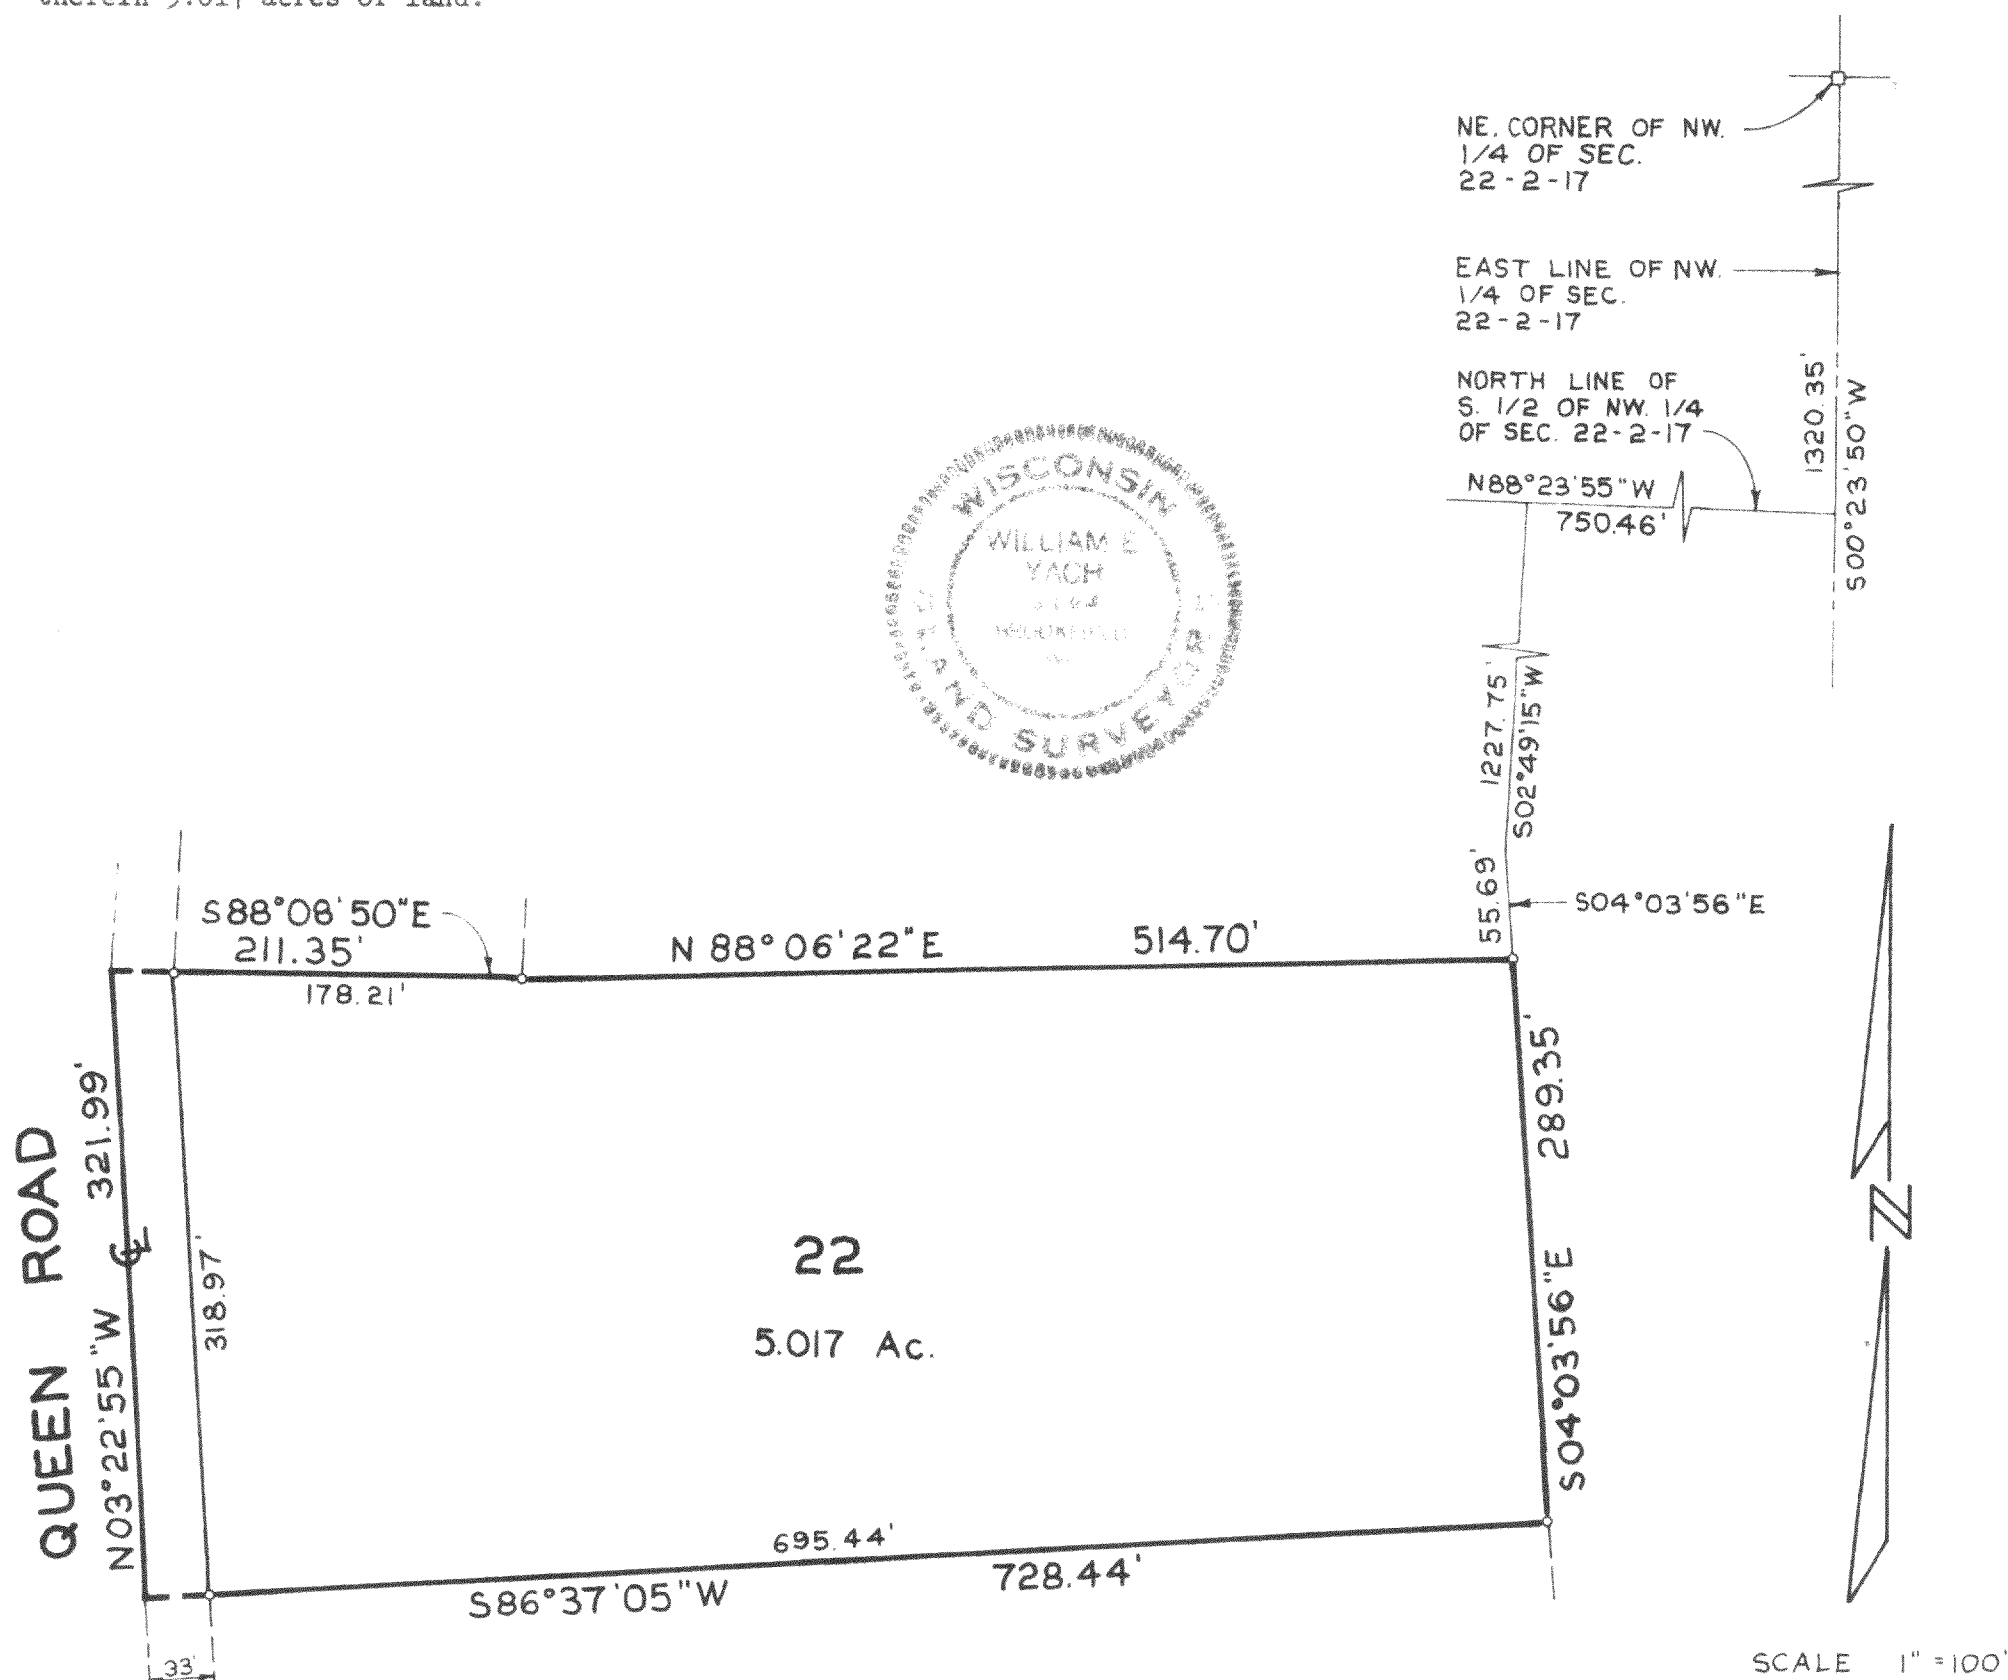 acres of land.
NE. CORNER OF NW.
1/4 OF SEC.
22-2-17
EAST LINE OF NW.
1/4 OF SEC.
22-2-17
NORTH LINE OF
S. 1/2 OF NW. 1/4
OF SEC. 22-2-17
1320.35'
S00°23'50"W
N88°23'55"W
750.46'
WISCONSIN
WILLIAM E
YACH
LAND SURVEYOR
1227.75'
S02°49'15"W
55.69'
S04°03'56"E
S88°08'50"E
211.35'
178.21'
N 88°06'22"E 514.70'
289.35'
S04°03'56"E
QUEEN ROAD
N03°22'55"W 321.99'
318.97'
22
5.017 Ac.
695.44'
S86°37'05"W 728.44'
33'
N
SCALE 1"=100'